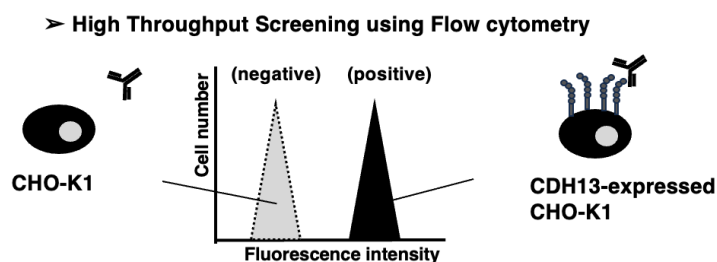 ➢ High Throughput Screening using Flow cytometry
(negative) (positive)
Cell number
CHO-K1
CDH13-expressed
CHO-K1
Fluorescence intensity